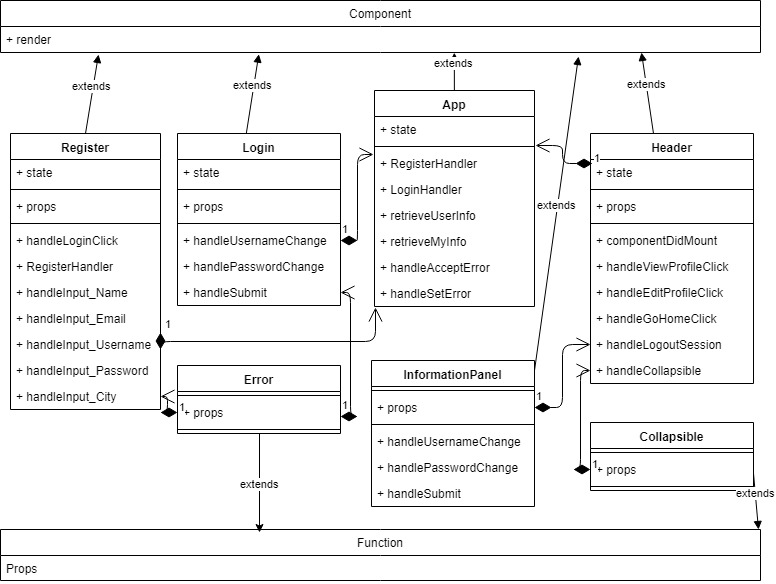 Component
+ render
extends
extends
extends
extends
App
+ state
+ RegisterHandler
+ LoginHandler
+ retrieveUserInfo
+ retrieveMyInfo
+ handleAcceptError
+ handleSetError
Register
+ state
+ props
+ handleLoginClick
+ RegisterHandler
+ handleInput_Name
+ handleInput_Email
+ handleInput_Username
+ handleInput_Password
+ handleInput_City
1
Login
+ state
+ props
+ handleUsernameChange
+ handlePasswordChange
+ handleSubmit
1
Header
1
+ state
+ props
+ componentDidMount
+ handleViewProfileClick
+ handleEditProfileClick
+ handleGoHomeClick
+ handleLogoutSession
+ handleCollapsible
extends
Error
1
+ props
1
InformationPanel
+ props
1
+ handleUsernameChange
+ handlePasswordChange
+ handleSubmit
Collapsible
1
+ props
extends
extends
Function
Props